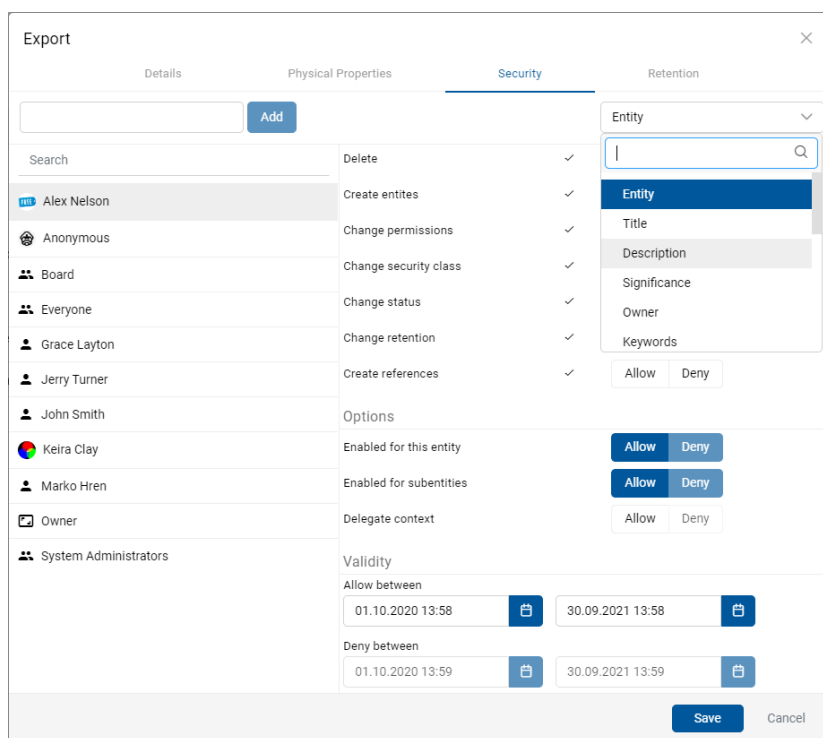 Export
Details Physical Properties Security Retention
Add Entity
Search
Alex Nelson
Anonymous
Board
Everyone
Grace Layton
Jerry Turner
John Smith
Keira Clay
Marko Hren
Owner
System Administrators
Delete
Create entites
Change permissions
Change security class
Change status
Change retention
Create references Allow Deny
Entity
Title
Description
Significance
Owner
Keywords
Options
Enabled for this entity Allow Deny
Enabled for subentities Allow Deny
Delegate context Allow Deny
Validity
Allow between
01.10.2020 13:58 30.09.2021 13:58
Deny between
01.10.2020 13:59 30.09.2021 13:59
Save Cancel